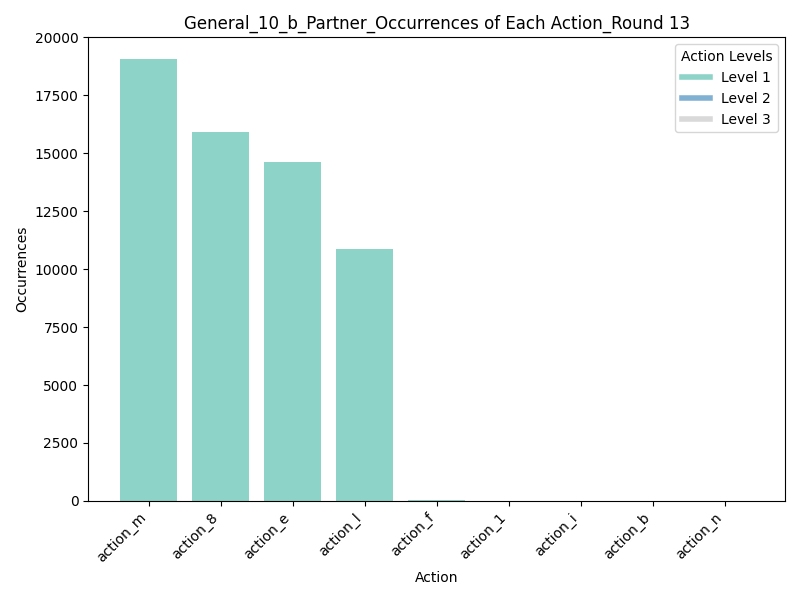 General_10_b_Partner_Occurrences of Each Action_Round 13
Action Levels
Level 1
Level 2
Level 3
Occurrences
20000
17500
15000
12500
10000
7500
5000
2500
0
action_m
action_8
action_e
action_l
action_f
action_1
action_i
action_b
action_n
Action